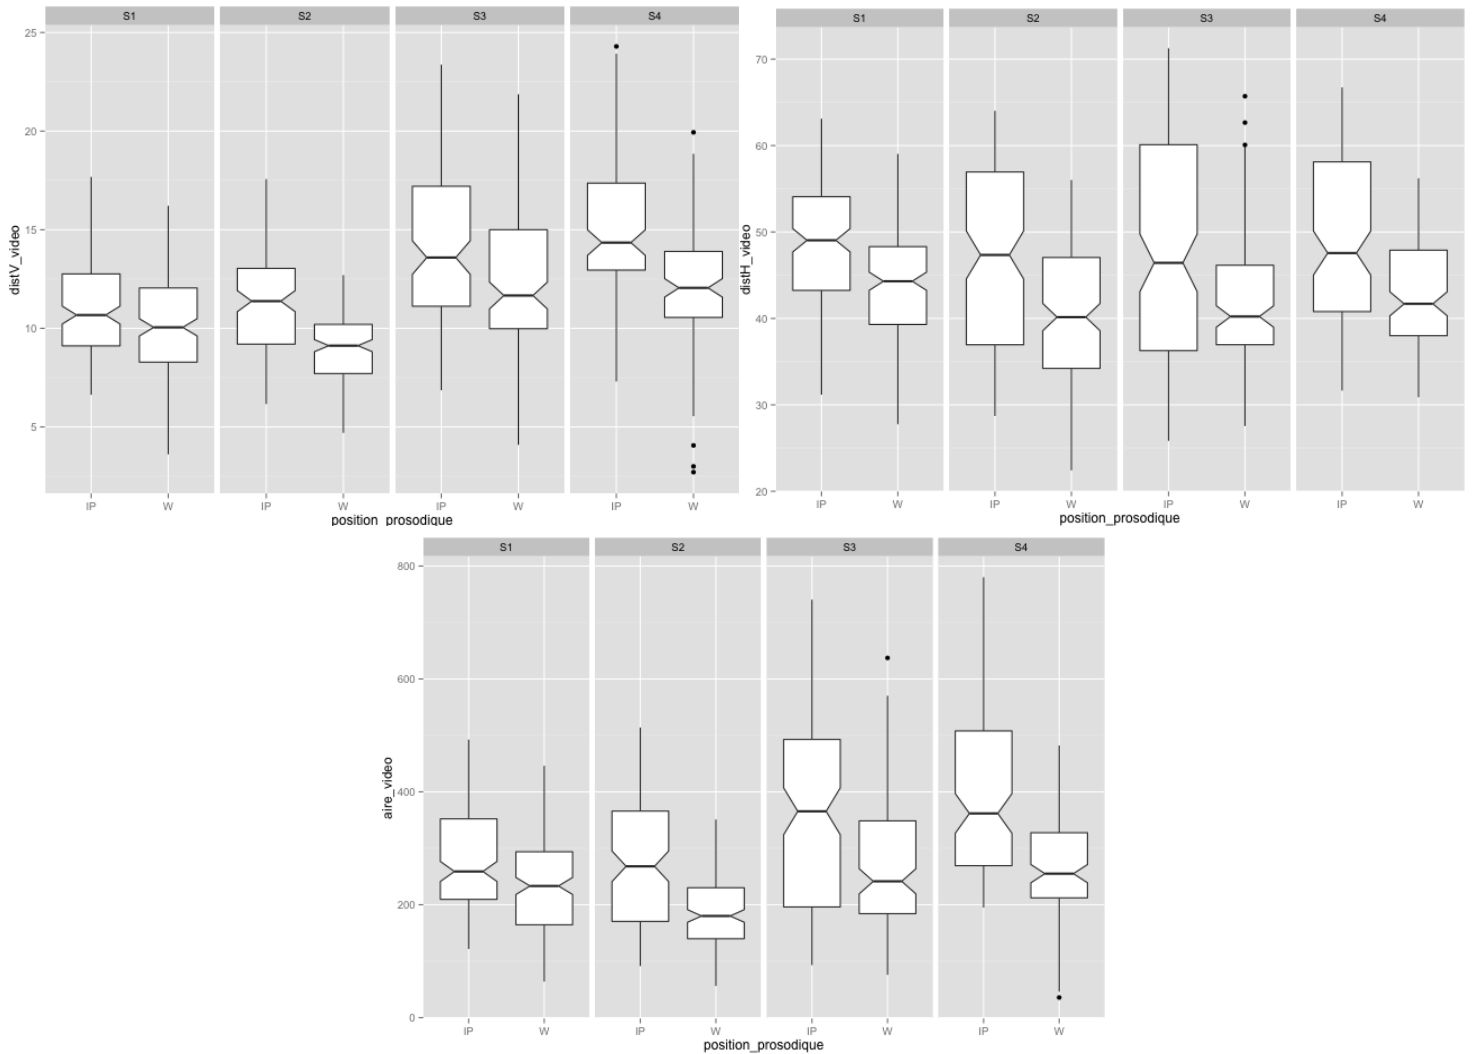 S1 S2 S3 S4
25
20
15
10
5
distV_video
IP W IP W IP W IP W
position_prosodique
S1 S2 S3 S4
70
60
50
40
30
20
distH_video
IP W IP W IP W IP W
position_prosodique
S1 S2 S3 S4
800
600
400
200
0
aire_video
IP W IP W IP W IP W
position_prosodique